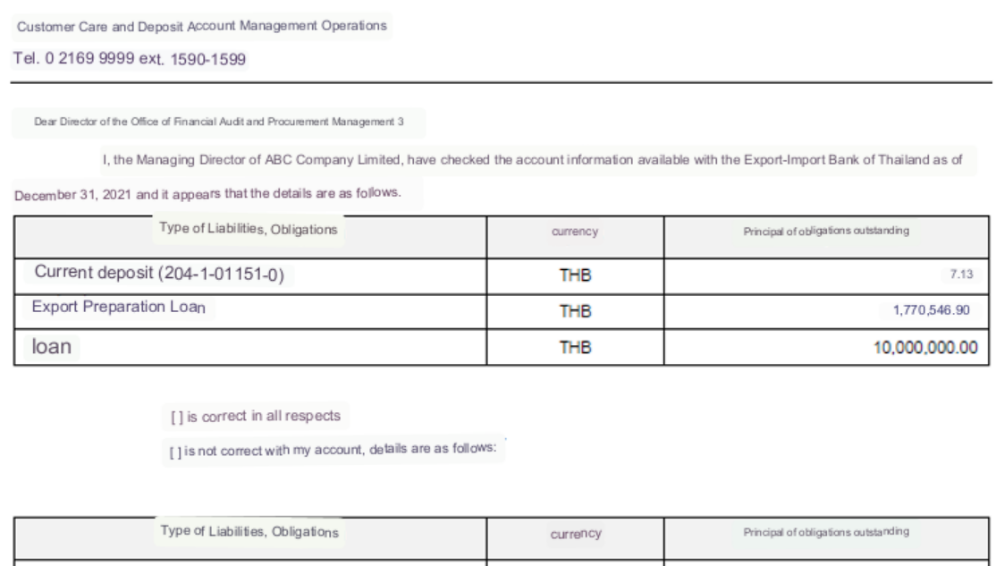 Customer Care and Deposit Account Management Operations
Tel. 0 2169 9999 ext. 1590-1599
Dear Director of the Office of Financial Audit and Procurement Management 3
I, the Managing Director of ABC Company Limited, have checked the account information available with the Export-Import Bank of Thailand as of
December 31, 2021 and it appears that the details are as follows.
Type of Liabilities, Obligations currency Principal of obligations outstanding
Current deposit (204-1-01151-0) THB 7.13
Export Preparation Loan THB 1,770,546.90
loan THB 10,000,000.00
[ ] is correct in all respects
[ ] is not correct with my account, details are as follows:
Type of Liabilities, Obligations currency Principal of obligations outstanding